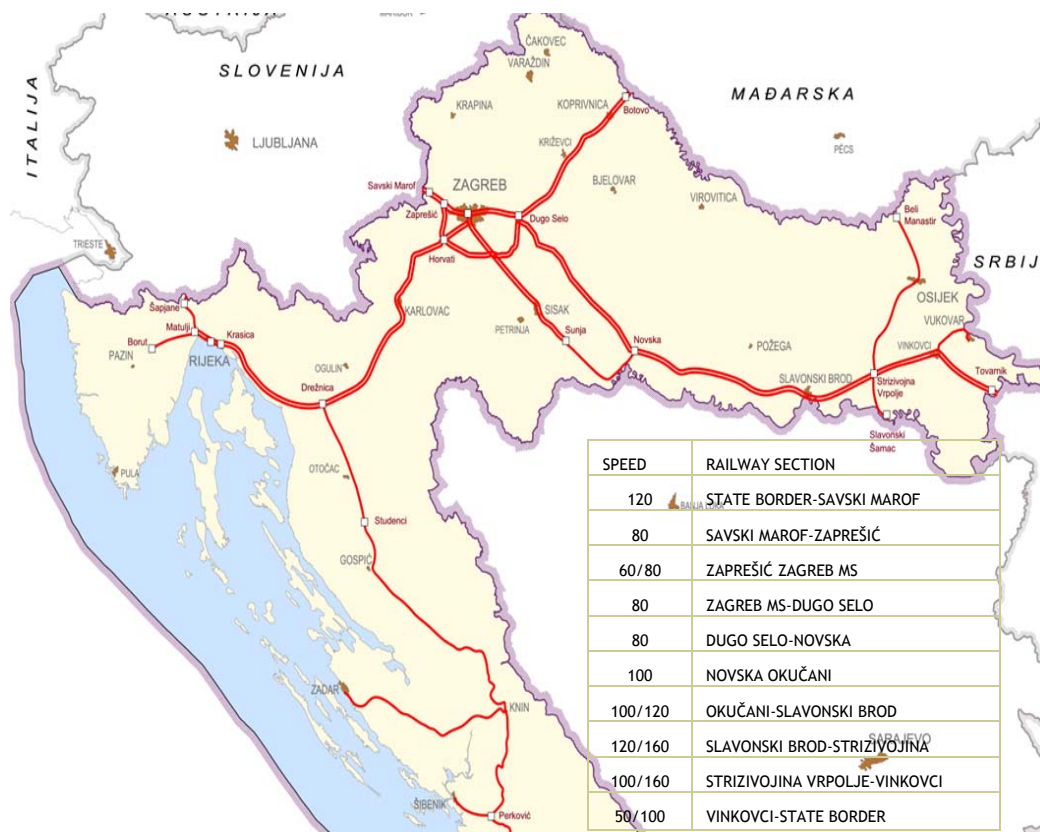 AUSTRIJA
MARIBOR
SLOVENIJA
ITALIJA
LJUBLJANA
TRIESTE
ČAKOVEC
VARAŽDIN
KRAPINA
KOPRIVNICA
Botovo
MAĐARSKA
PÉCS
KRIŽEVCI
BJELOVAR
VIROVITICA
Savski Marof
ZAGREB
Zaprešić
Dugo Selo
Horvati
Beli
Manastir
SRBIJ
OSIJEK
VUKOVAR
VINKOVCI
Tovarnik
Šapjane
Matulji
Krasica
Borut
PAZIN
RIJEKA
KARLOVAC
SISAK
PETRINJA
Sunja
Novska
POŽEGA
SLAVONSKI BROD
Strizivojna
Vrpolje
Slavonski
Šamac
OGULIN
Drežnica
PULA
OTOČAC
Studenci
GOSPIĆ
ZADAR
KNIN
ŠIBENIK
Perković
BANJA LUKA
SARAJEVO
SPEED RAILWAY SECTION
120 STATE BORDER-SAVSKI MAROF
80 SAVSKI MAROF-ZAPREŠIĆ
60/80 ZAPREŠIĆ ZAGREB MS
80 ZAGREB MS-DUGO SELO
80 DUGO SELO-NOVSKA
100 NOVSKA OKUČANI
100/120 OKUČANI-SLAVONSKI BROD
120/160 SLAVONSKI BROD-STRIZIVOJINA
100/160 STRIZIVOJINA VRPOLJE-VINKOVCI
50/100 VINKOVCI-STATE BORDER